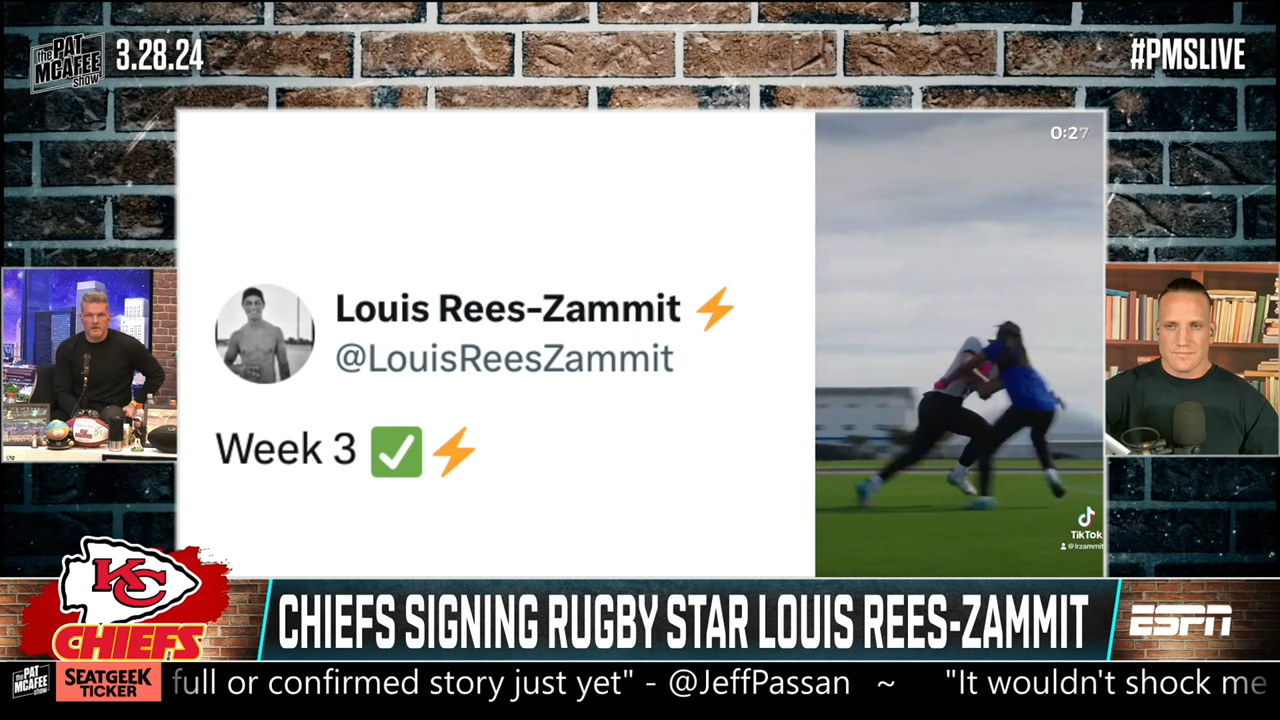 the PAT MCAFEE show
3.28.24
#PMSLIVE
0:27
Louis Rees-Zammit ⚡
@LouisReesZammit
Week 3 ✅⚡
TikTok
@lrzammit
KC
CHIEFS
CHIEFS SIGNING RUGBY STAR LOUIS REES-ZAMMIT
ESPN
the PAT MCAFEE show
SEATGEEK
TICKER
full or confirmed story just yet" - @JeffPassan ~ "It wouldn't shock me